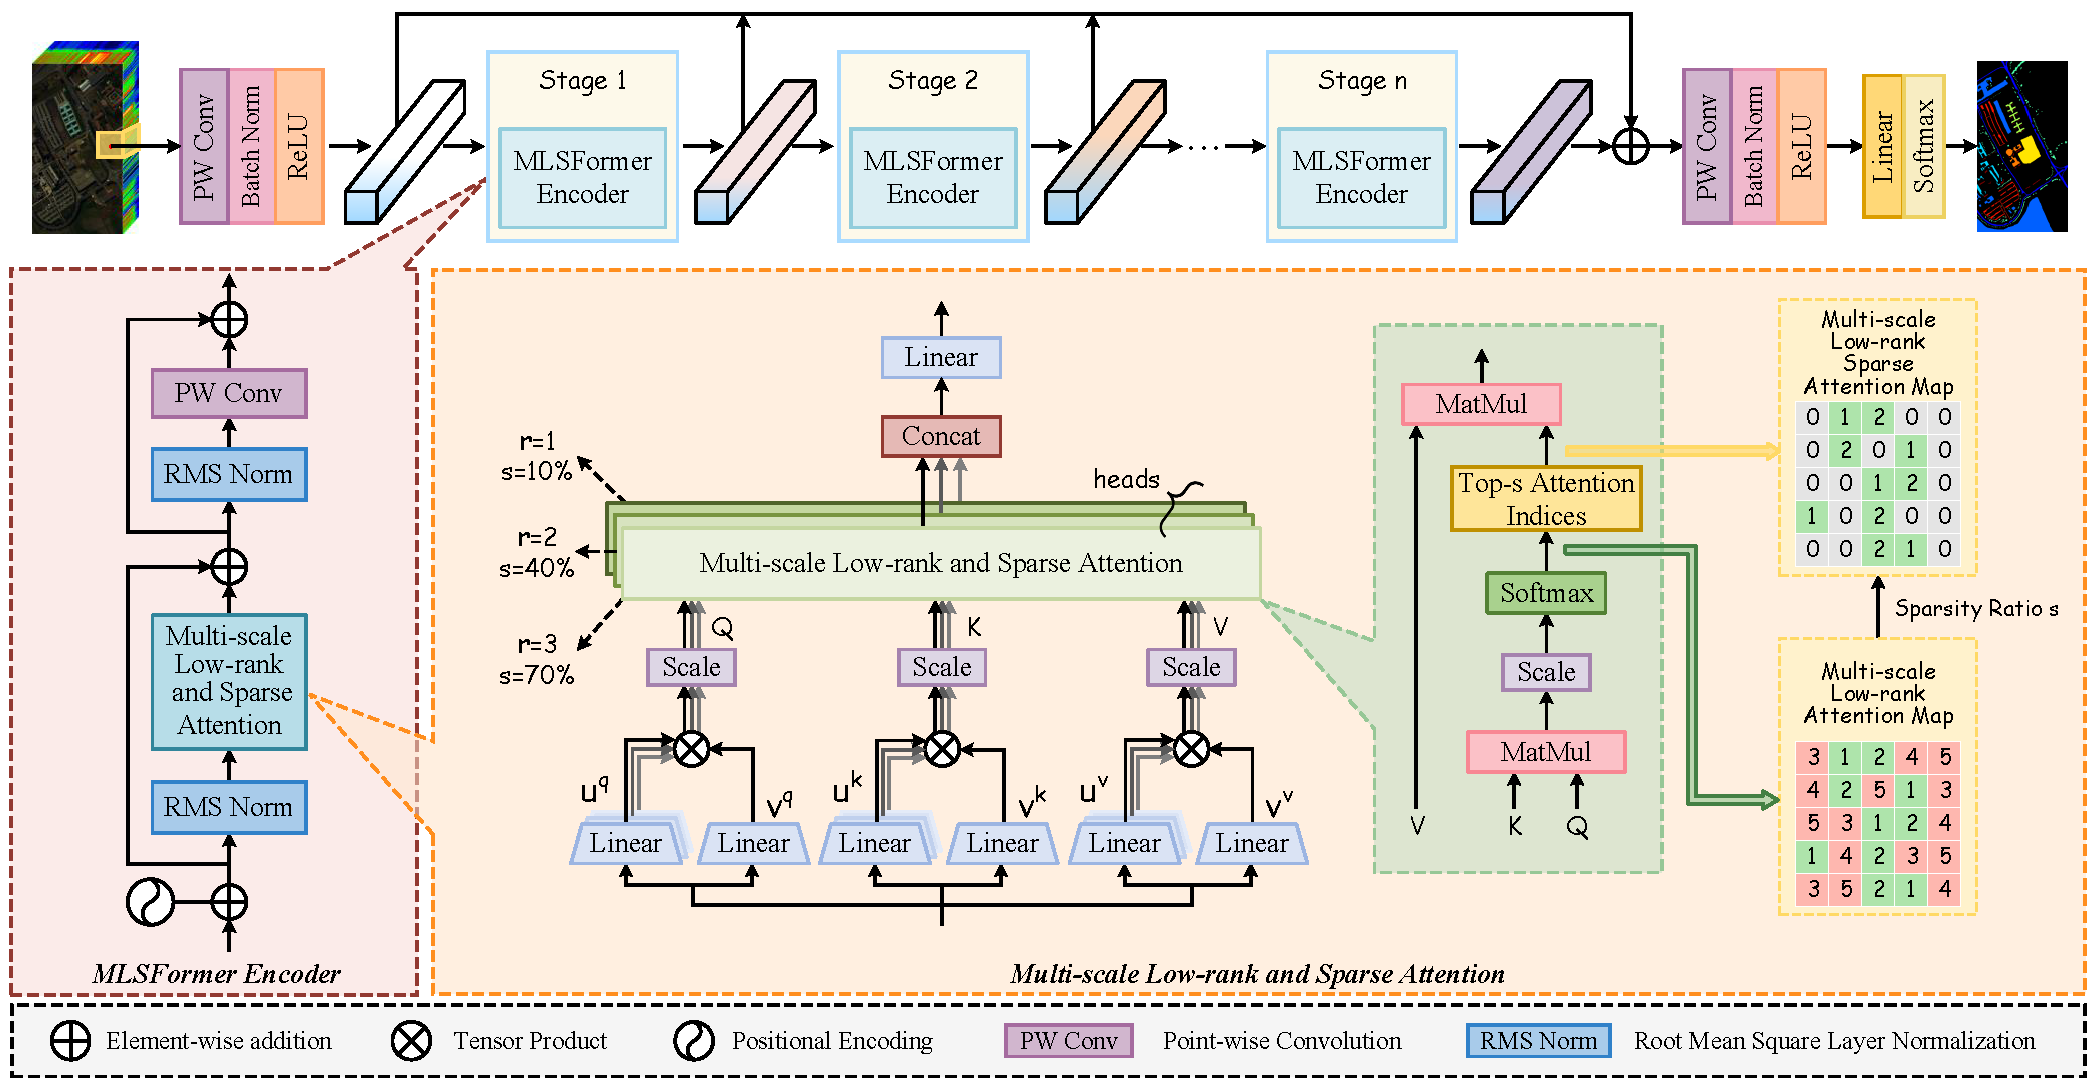 PW Conv
Batch Norm
ReLU
Stage 1
MLSFormer
Encoder
Stage 2
MLSFormer
Encoder
...
Stage n
MLSFormer
Encoder
PW Conv
Batch Norm
ReLU
Linear
Softmax
PW Conv
RMS Norm
Multi-scale
Low-rank
and Sparse
Attention
RMS Norm
MLSFormer Encoder
Linear
Concat
r=1
s=10%
r=2
s=40%
r=3
s=70%
heads
Multi-scale Low-rank and Sparse Attention
Q
K
V
Scale
Scale
Scale
u^q
v^q
u^k
v^k
u^v
v^v
Linear
Linear
Linear
Linear
Linear
Linear
MatMul
Top-s Attention
Indices
Softmax
Scale
MatMul
V
K
Q
Multi-scale
Low-rank
Sparse
Attention Map
0 1 2 0 0
0 2 0 1 0
0 0 1 2 0
1 0 2 0 0
0 0 2 1 0
Sparsity Ratio s
Multi-scale
Low-rank
Attention Map
3 1 2 4 5
4 2 5 1 3
5 3 1 2 4
1 4 2 3 5
3 5 2 1 4
Multi-scale Low-rank and Sparse Attention
Element-wise addition
Tensor Product
Positional Encoding
PW Conv
Point-wise Convolution
RMS Norm
Root Mean Square Layer Normalization